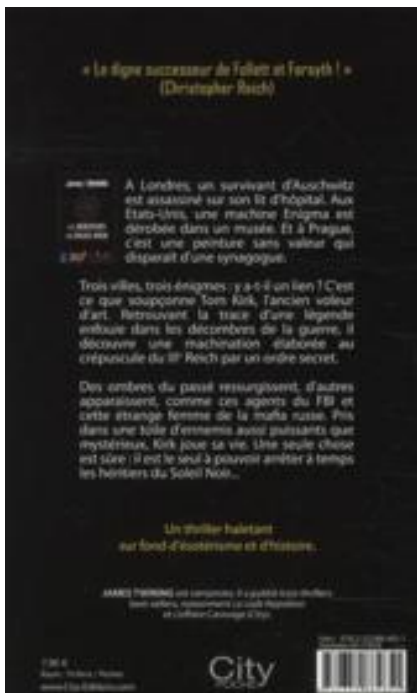 « Le digne successeur de Follett et Forsyth ! »
(Christopher Reich)
A Londres, un survivant d'Auschwitz
est assassiné sur son lit d'hôpital. Aux
Etats-Unis, une machine Enigma est
dérobée dans un musée. Et à Prague,
c'est une peinture sans valeur qui
disparaît d'une synagogue.
Trois villes, trois énigmes : y a-t-il un lien ? C'est
ce que soupçonne Tom Kirk, l'ancien voleur
d'art. Retrouvant la trace d'une légende
enfouie dans les décombres de la guerre, il
découvre une machination élaborée au
crépuscule du IIIe Reich par un ordre secret.
Des ombres du passé ressurgissent, d'autres
apparaissent, comme ces agents du FBI et
cette étrange femme de la mafia russe. Pris
dans une toile d'ennemis aussi puissants que
mystérieux, Kirk joue sa vie. Une seule chose
est sûre : il est le seul à pouvoir arrêter à temps
les héritiers du Soleil Noir...
Un thriller haletant
sur fond d'ésotérisme et d'histoire.
JAMES TWINING
City